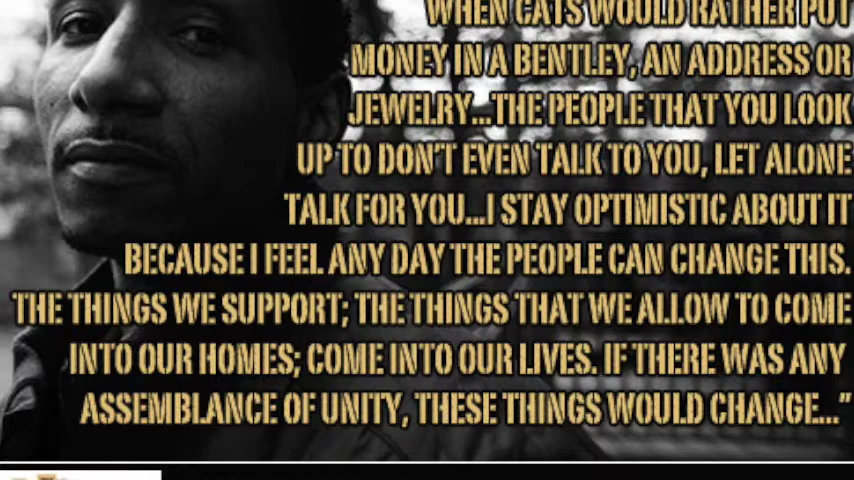 WHEN CATS WOULD RATHER PUT
MONEY IN A BENTLEY, AN ADDRESS OR
JEWELRY...THE PEOPLE THAT YOU LOOK
UP TO DON'T EVEN TALK TO YOU, LET ALONE
TALK FOR YOU...I STAY OPTIMISTIC ABOUT IT
BECAUSE I FEEL ANY DAY THE PEOPLE CAN CHANGE THIS.
THE THINGS WE SUPPORT; THE THINGS THAT WE ALLOW TO COME
INTO OUR HOMES; COME INTO OUR LIVES. IF THERE WAS ANY
ASSEMBLANCE OF UNITY, THESE THINGS WOULD CHANGE..."